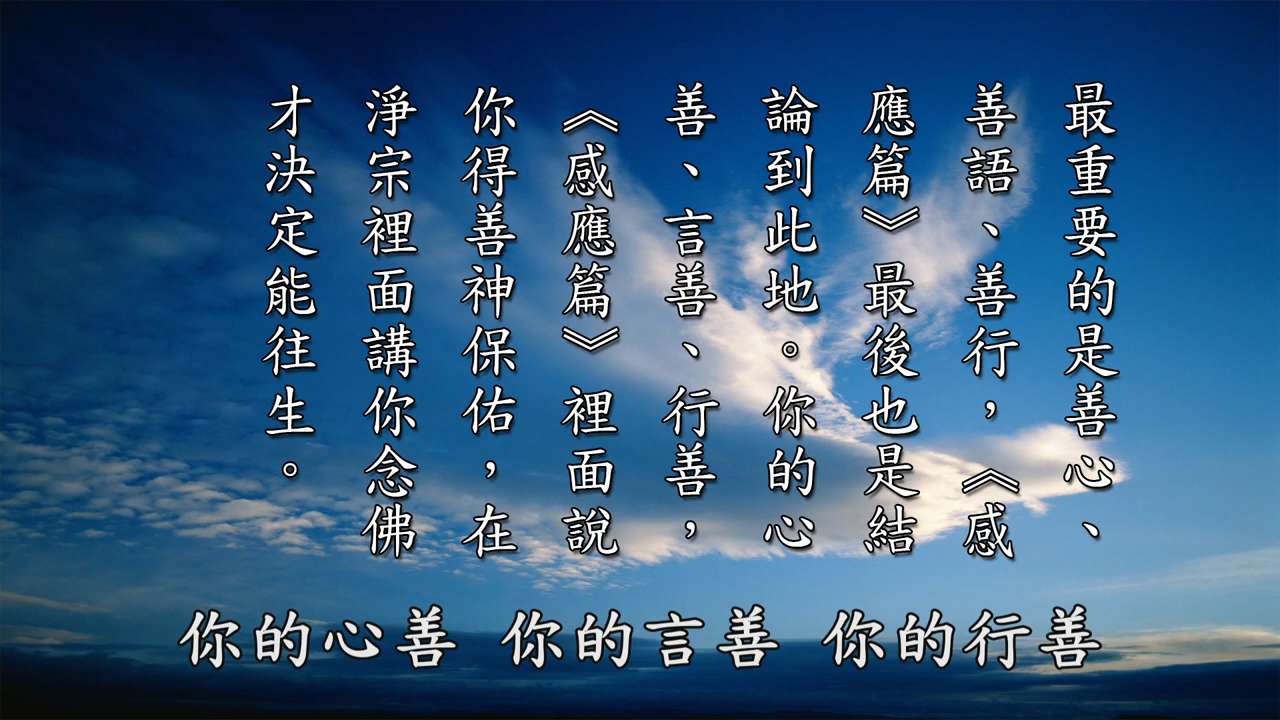 最重要的是善心、
善語、善行，《感
應篇》最後也是結
論到此地。你的心
善、言善、行善，
《感應篇》裡面說
你得善神保佑，在
淨宗裡面講你念佛
才決定能往生。
你的心善 你的言善 你的行善